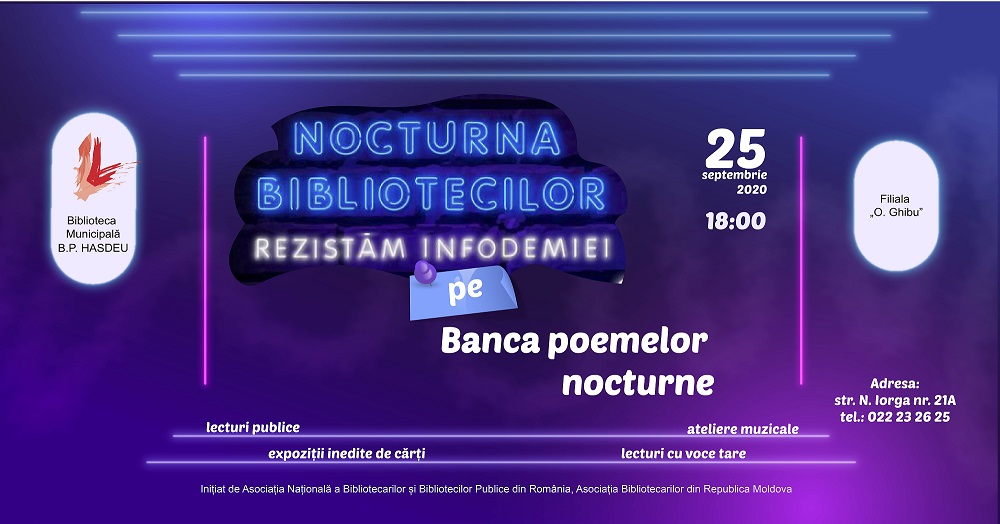 NOCTURNA
BIBLIOTECILOR
REZISTĂM INFODEMIEI
pe
Banca poemelor
nocturne
25
septembrie
2020
18:00
Biblioteca
Municipală
B.P. HASDEU
Filiala
„O. Ghibu”
Adresa:
str. N. Iorga nr. 21A
tel.: 022 23 26 25
lecturi publice
ateliere muzicale
expoziții inedite de cărți
lecturi cu voce tare
Inițiat de Asociația Națională a Bibliotecarilor și Bibliotecilor Publice din România, Asociația Bibliotecarilor din Republica Moldova